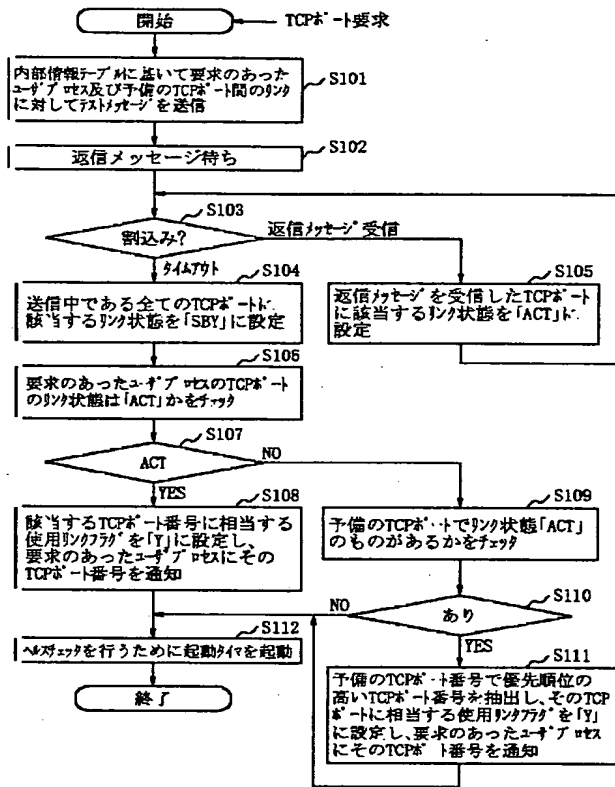 開始
TCPポート要求
S101
内部情報テーブルに基いて要求のあった
ユーザプロセス及び予備のTCPポート間のリンク
に対してテストメッセージを送信
S102
返信メッセージ待ち
S103
割込み?
返信メッセージ受信
タイムアウト
S104
送信中である全てのTCPポートに
該当するリンク状態を「SBY」に設定
S105
返信メッセージを受信したTCPポート
に該当するリンク状態を「ACT」に
設定
S106
要求のあったユーザプロセスのTCPポート
のリンク状態は「ACT」かをチェック
S107
ACT
NO
YES
S108
該当するTCPポート番号に相当する
使用リンクフラグを「Y」に設定し、
要求のあったユーザプロセスにその
TCPポート番号を通知
S109
予備のTCPポートでリンク状態「ACT」
のものがあるかをチェック
S110
あり
NO
YES
S111
予備のTCPポート番号で優先順位の
高いTCPポート番号を抽出し、そのTCP
ポートに相当する使用リンクフラグを「Y」
に設定し、要求のあったユーザプロセス
にそのTCPポート番号を通知
S112
ヘルスチェックを行うために起動タイマを起動
終了